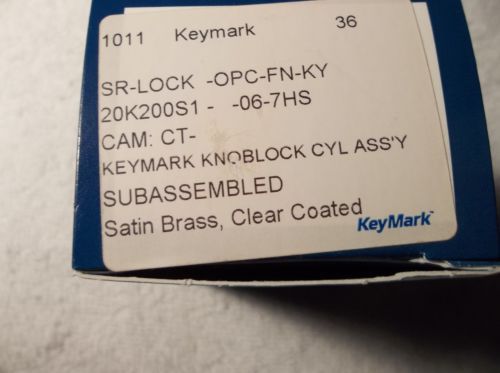 1011 Keymark 36
SR-LOCK -OPC-FN-KY
20K200S1 - -06-7HS
CAM: CT-
KEYMARK KNOBLOCK CYL ASS'Y
SUBASSEMBLED
Satin Brass, Clear Coated
KeyMark™